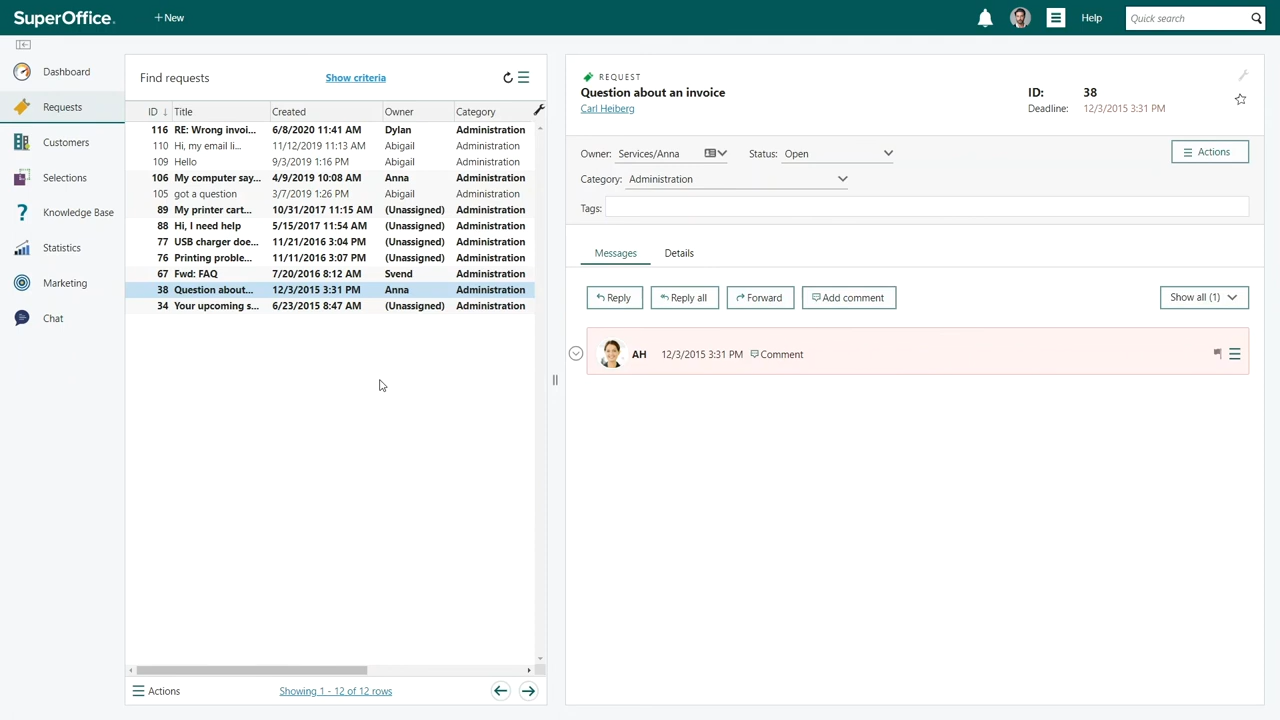 SuperOffice.
+New
Help
Quick search
Dashboard
Requests
Customers
Selections
Knowledge Base
Statistics
Marketing
Chat
Find requests
Show criteria
ID ↓ Title Created Owner Category
116 RE: Wrong invoi... 6/8/2020 11:41 AM Dylan Administration
110 Hi, my email li... 11/12/2019 11:13 AM Abigail Administration
109 Hello 9/3/2019 1:16 PM Abigail Administration
106 My computer say... 4/9/2019 10:08 AM Anna Administration
105 got a question 3/7/2019 1:26 PM Abigail Administration
89 My printer cart... 10/31/2017 11:15 AM (Unassigned) Administration
88 Hi, I need help 5/15/2017 11:54 AM (Unassigned) Administration
77 USB charger doe... 11/21/2016 3:04 PM (Unassigned) Administration
76 Printing proble... 11/11/2016 3:07 PM (Unassigned) Administration
67 Fwd: FAQ 7/20/2016 8:12 AM Svend Administration
38 Question about... 12/3/2015 3:31 PM Anna Administration
34 Your upcoming s... 6/23/2015 8:47 AM (Unassigned) Administration
Actions
Showing 1 - 12 of 12 rows
REQUEST
Question about an invoice
Carl Heiberg
ID: 38
Deadline: 12/3/2015 3:31 PM
Owner: Services/Anna
Status: Open
Actions
Category: Administration
Tags:
Messages
Details
Reply
Reply all
Forward
Add comment
Show all (1)
AH 12/3/2015 3:31 PM Comment